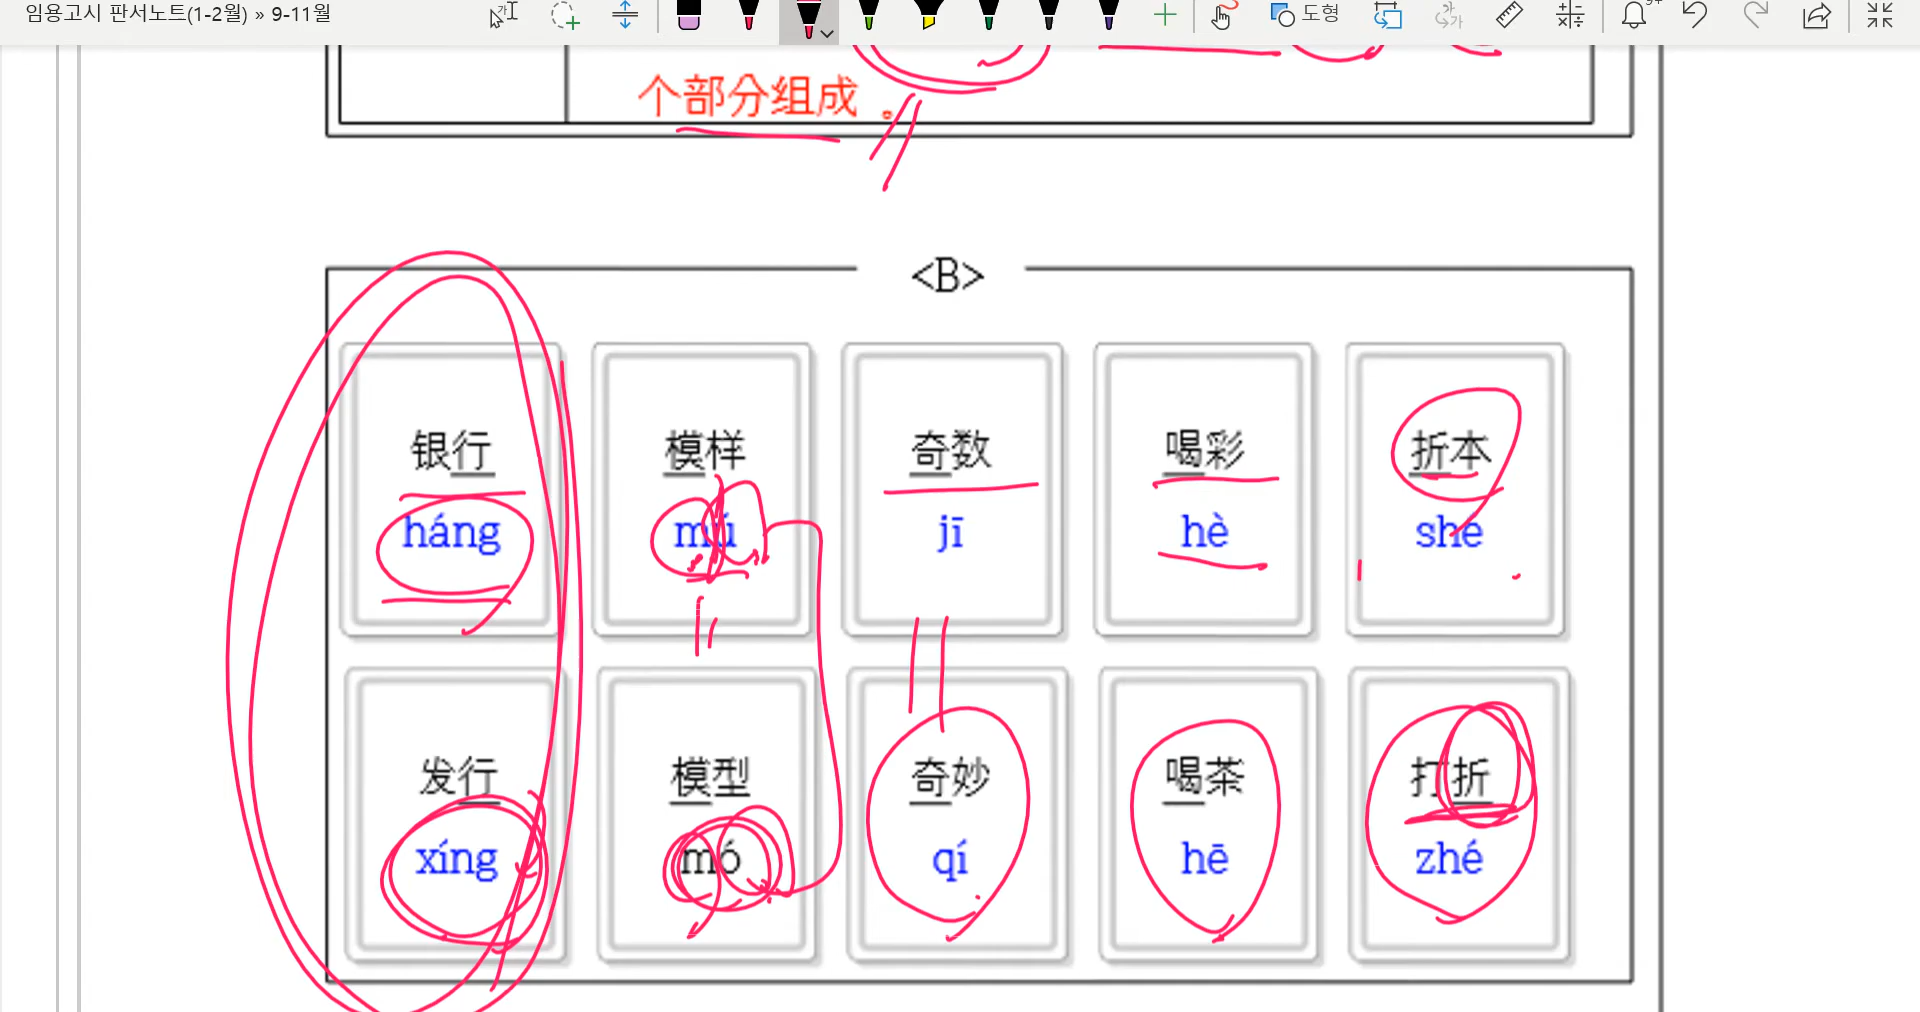 임용고시 판서노트(1-2월) » 9-11월
가
도형
9+
个部分组成 。
<B>
银行 模样 奇数 喝彩 折本
háng mú jī hè shé
发行 模型 奇妙 喝茶 打折
xíng mó qí hē zhé